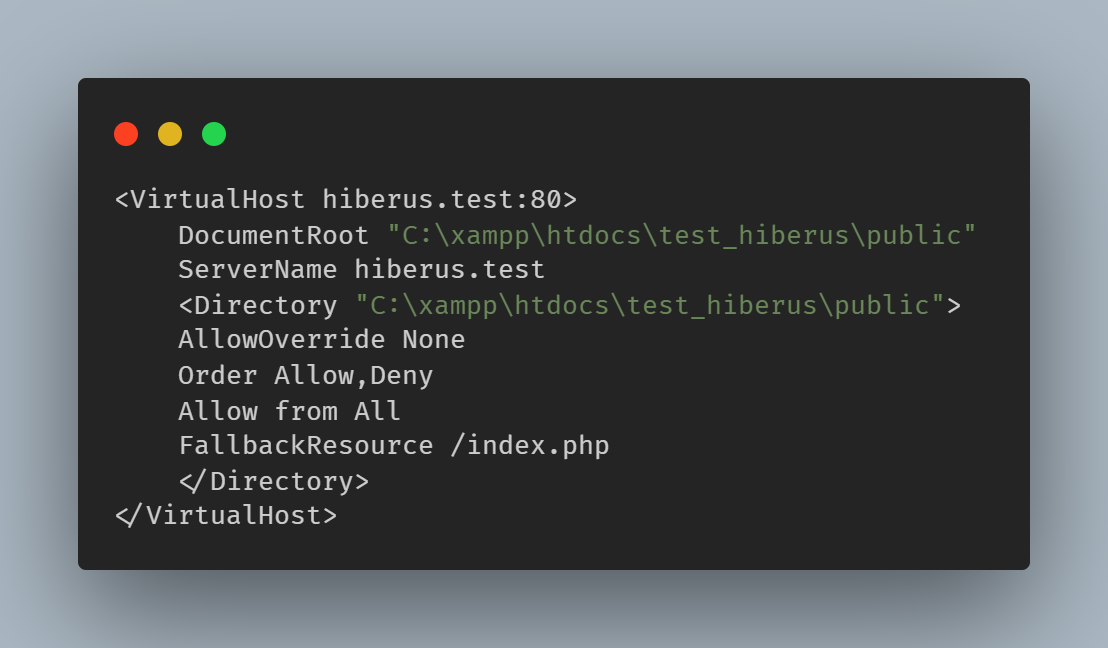 <VirtualHost hiberus.test:80>
    DocumentRoot "C:\xampp\htdocs\test_hiberus\public"
    ServerName hiberus.test
    <Directory "C:\xampp\htdocs\test_hiberus\public">
    AllowOverride None
    Order Allow,Deny
    Allow from All
    FallbackResource /index.php
    </Directory>
</VirtualHost>